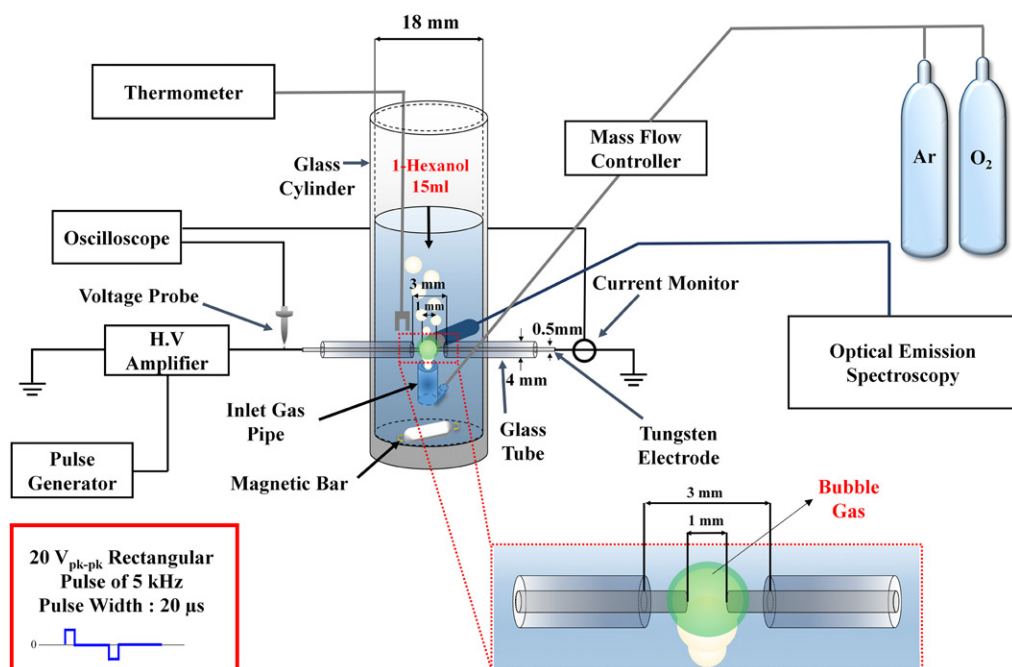 18 mm
Thermometer
Mass Flow
Controller
Ar
O₂
Glass
Cylinder
1-Hexanol
15ml
Oscilloscope
3 mm
1 mm
Voltage Probe
Current Monitor
H.V
Amplifier
0.5mm
4 mm
Optical Emission
Spectroscopy
Inlet Gas
Pipe
Glass
Tube
Tungsten
Electrode
Pulse
Generator
Magnetic Bar
Bubble
Gas
3 mm
1 mm
20 Vpk-pk Rectangular
Pulse of 5 kHz
Pulse Width : 20 µs
0